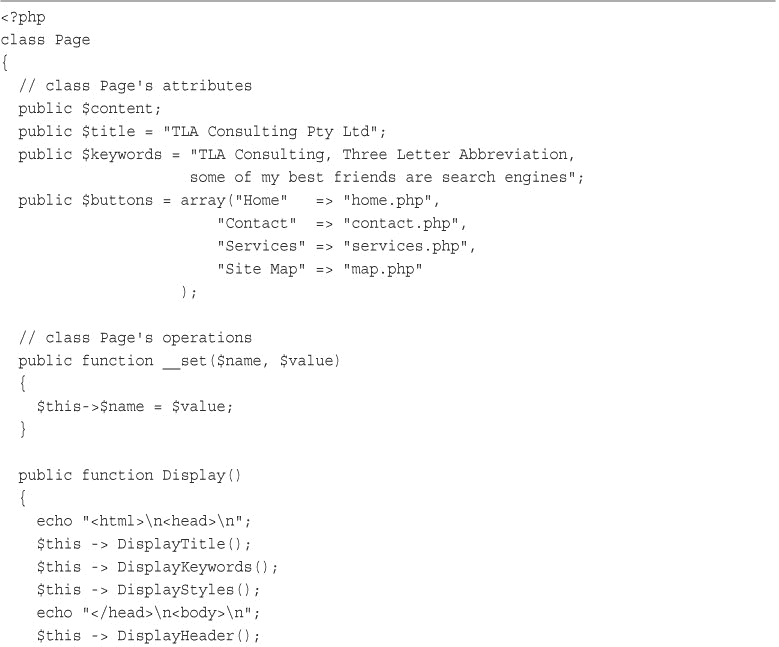 <?php
class Page
{
  // class Page's attributes
  public $content;
  public $title = "TLA Consulting Pty Ltd";
  public $keywords = "TLA Consulting, Three Letter Abbreviation,
                     some of my best friends are search engines";
  public $buttons = array("Home"   => "home.php",
                        "Contact"  => "contact.php",
                        "Services" => "services.php",
                        "Site Map" => "map.php"
                    );

  // class Page's operations
  public function __set($name, $value)
  {
    $this->$name = $value;
  }

  public function Display()
  {
    echo "<html>\n<head>\n";
    $this -> DisplayTitle();
    $this -> DisplayKeywords();
    $this -> DisplayStyles();
    echo "</head>\n<body>\n";
    $this -> DisplayHeader();